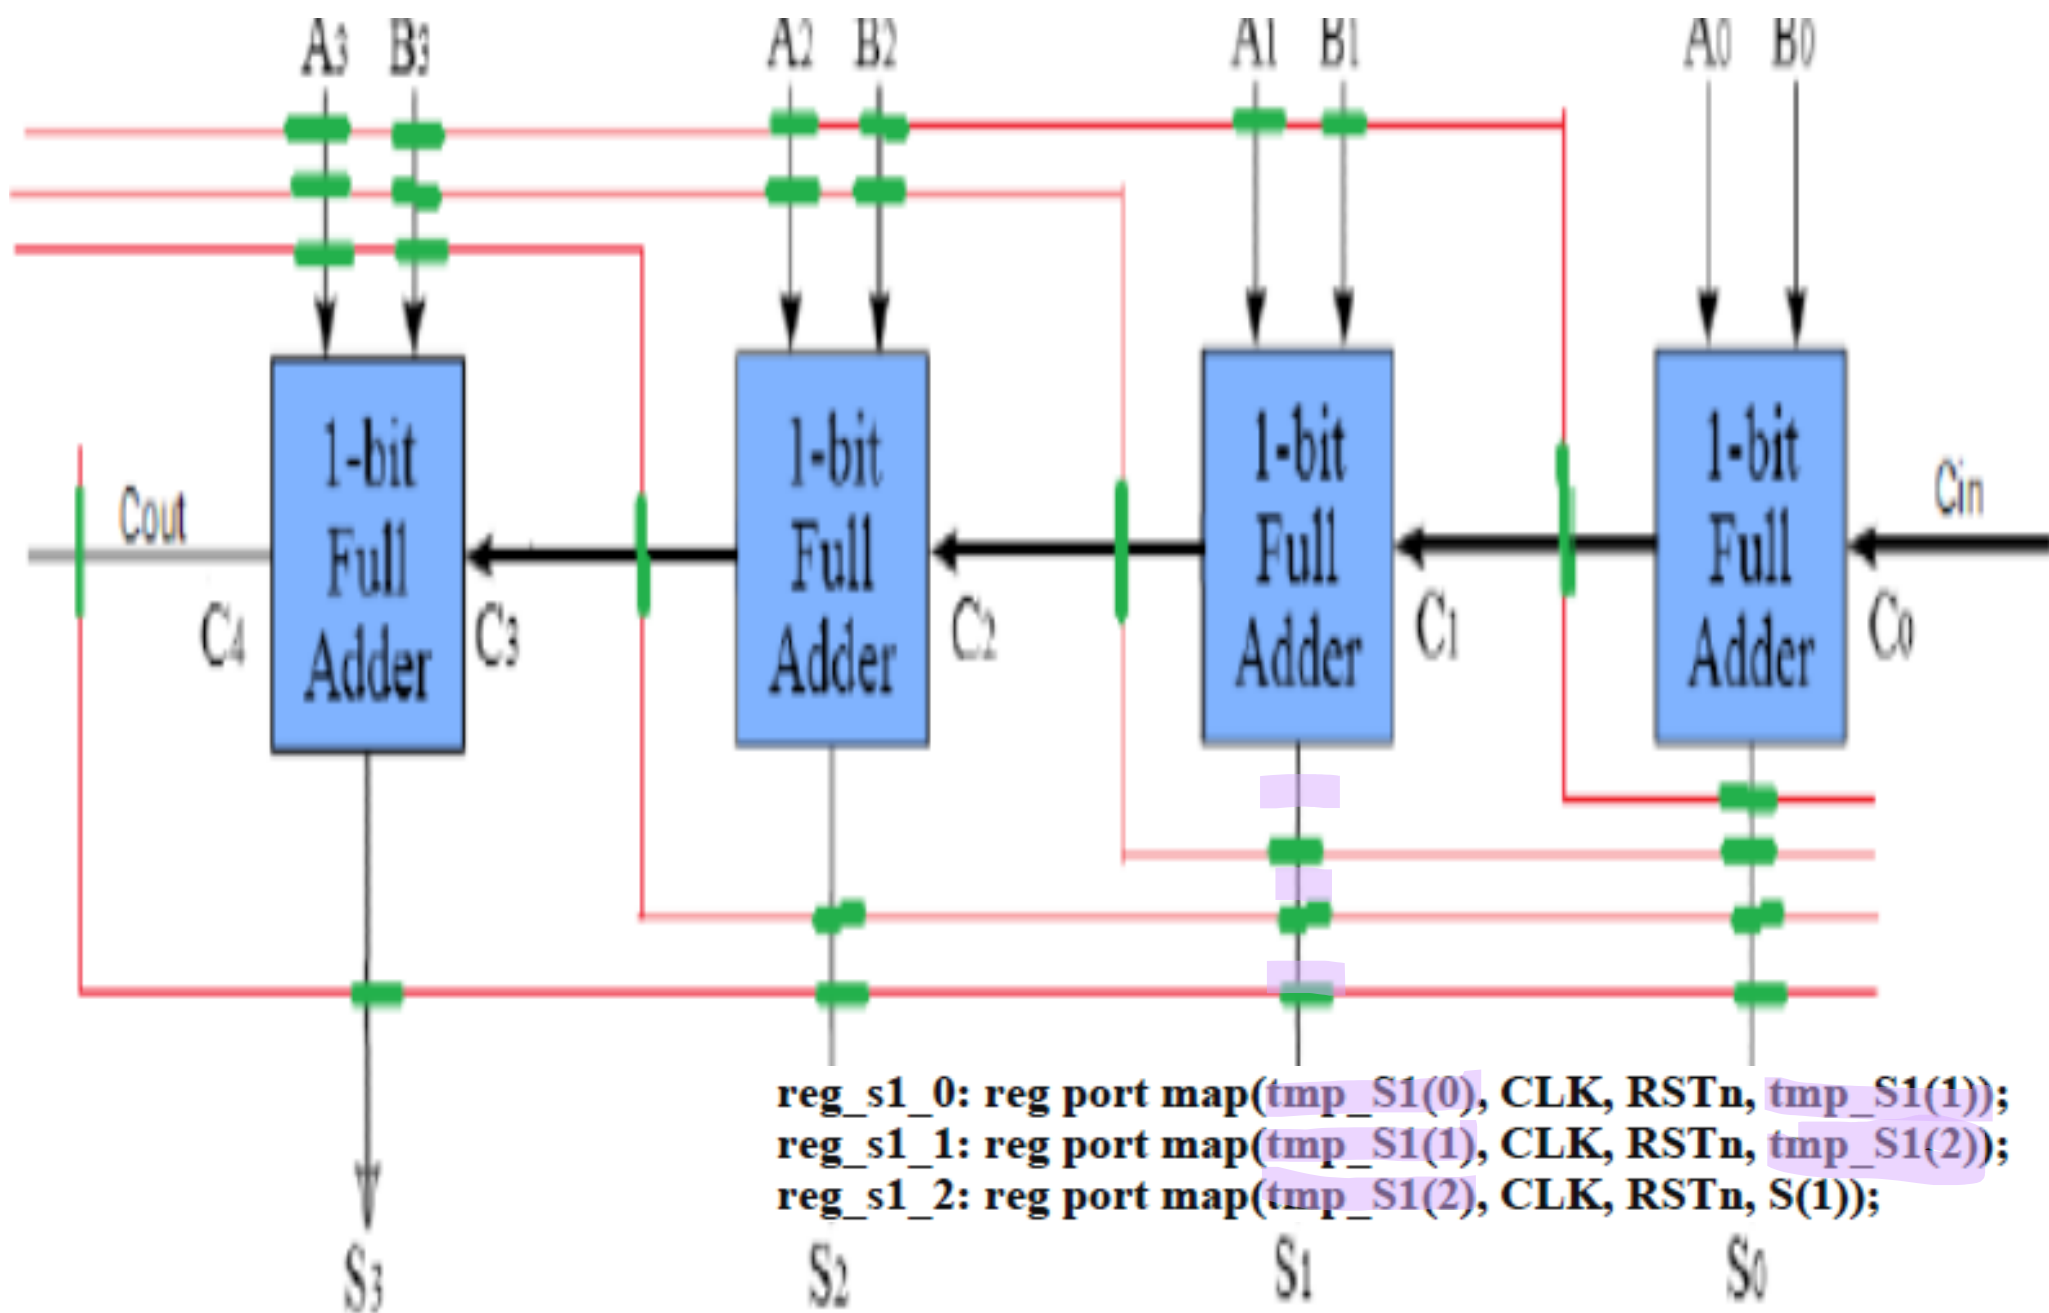 A3 B3 A2 B2 A1 B1 A0 B0
1-bit Full Adder
1-bit Full Adder
1-bit Full Adder
1-bit Full Adder
Cout
Cin
C4 C3 C2 C1 C0
reg_s1_0: reg port map(tmp_S1(0), CLK, RSTn, tmp_S1(1));
reg_s1_1: reg port map(tmp_S1(1), CLK, RSTn, tmp_S1(2));
reg_s1_2: reg port map(tmp_S1(2), CLK, RSTn, S(1));
S3 S2 S1 S0